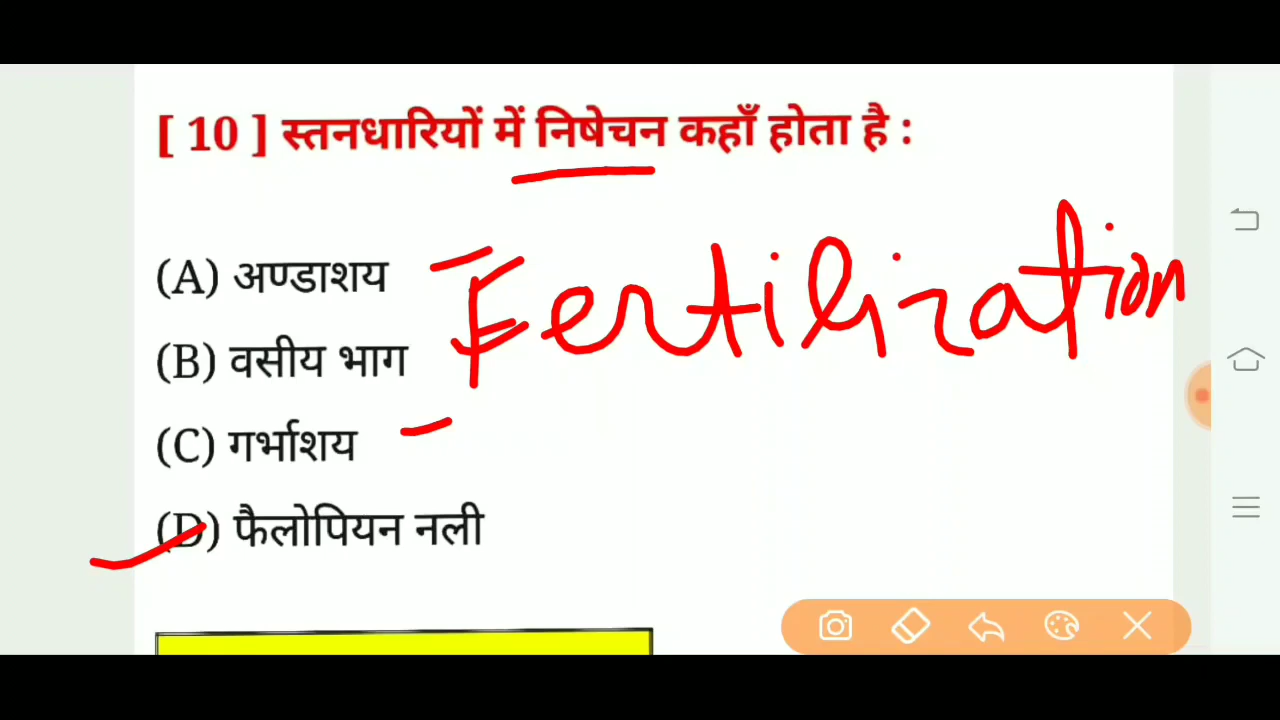 [ 10 ] स्तनधारियों में निषेचन कहाँ होता है :
(A) अण्डाशय
Fertilization
(B) वसीय भाग
(C) गर्भाशय
(D) फैलोपियन नली